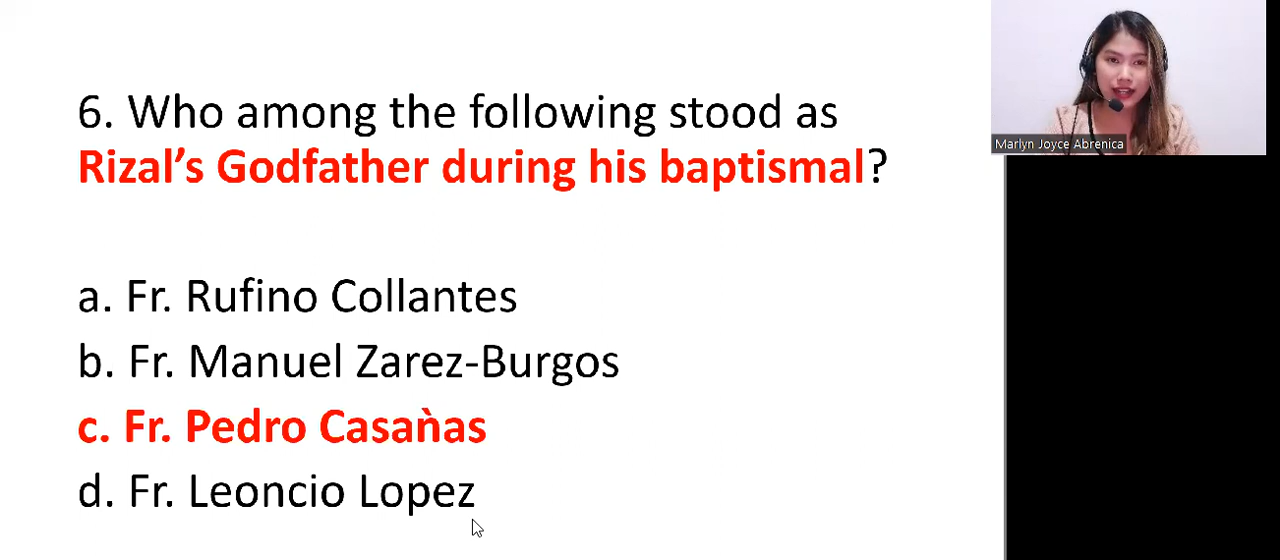 6. Who among the following stood as
Rizal's Godfather during his baptismal?
a. Fr. Rufino Collantes
b. Fr. Manuel Zarez-Burgos
c. Fr. Pedro Casaǹas
d. Fr. Leoncio Lopez
Marlyn Joyce Abrenica